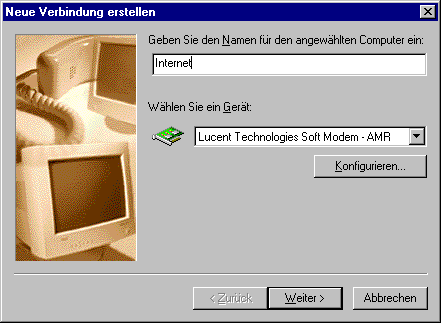 Neue Verbindung erstellen
Geben Sie den Namen für den angewählten Computer ein:
Internet
Wählen Sie ein Gerät:
Lucent Technologies Soft Modem - AMR
Konfigurieren...
< Zurück Weiter > Abbrechen